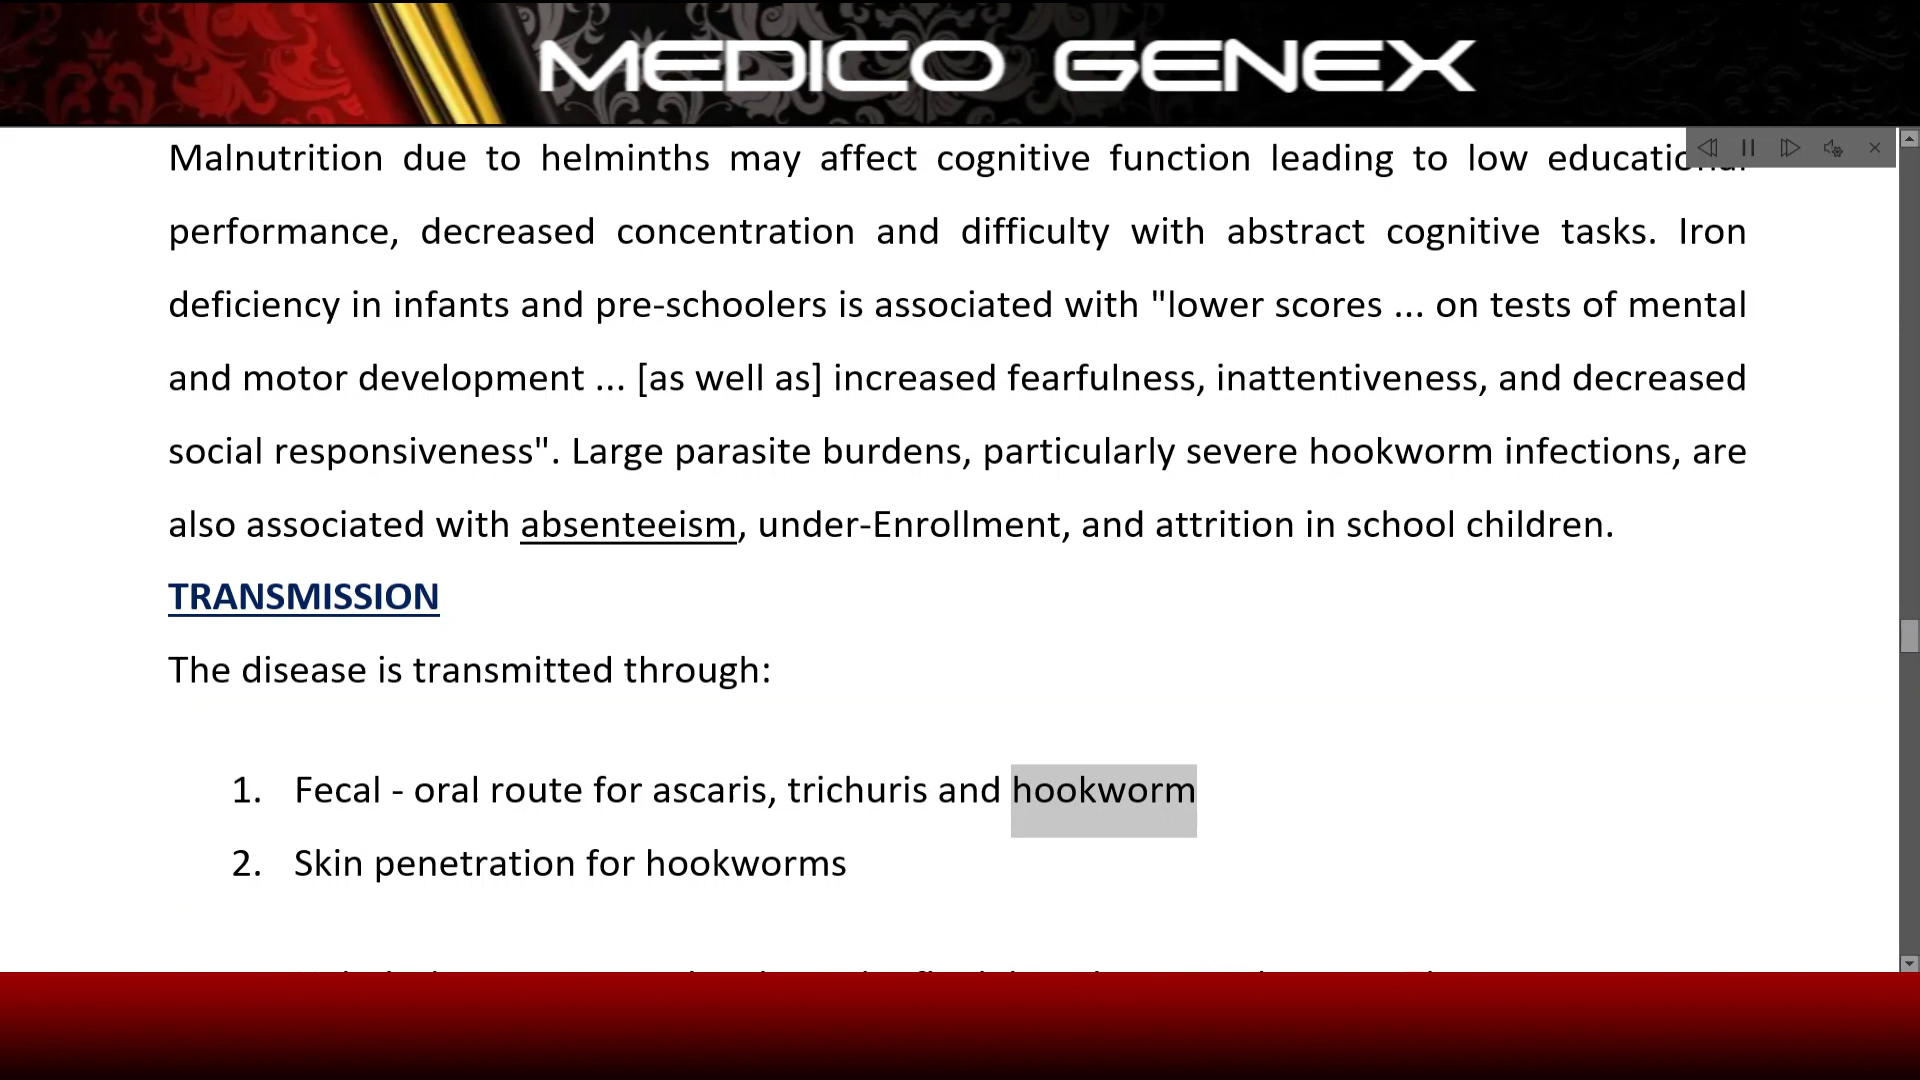 MEDICO GENEX
Malnutrition due to helminths may affect cognitive function leading to low educational
performance, decreased concentration and difficulty with abstract cognitive tasks. Iron
deficiency in infants and pre-schoolers is associated with "lower scores ... on tests of mental
and motor development ... [as well as] increased fearfulness, inattentiveness, and decreased
social responsiveness". Large parasite burdens, particularly severe hookworm infections, are
also associated with absenteeism, under-Enrollment, and attrition in school children.
TRANSMISSION
The disease is transmitted through:
1. Fecal - oral route for ascaris, trichuris and hookworm
2. Skin penetration for hookworms